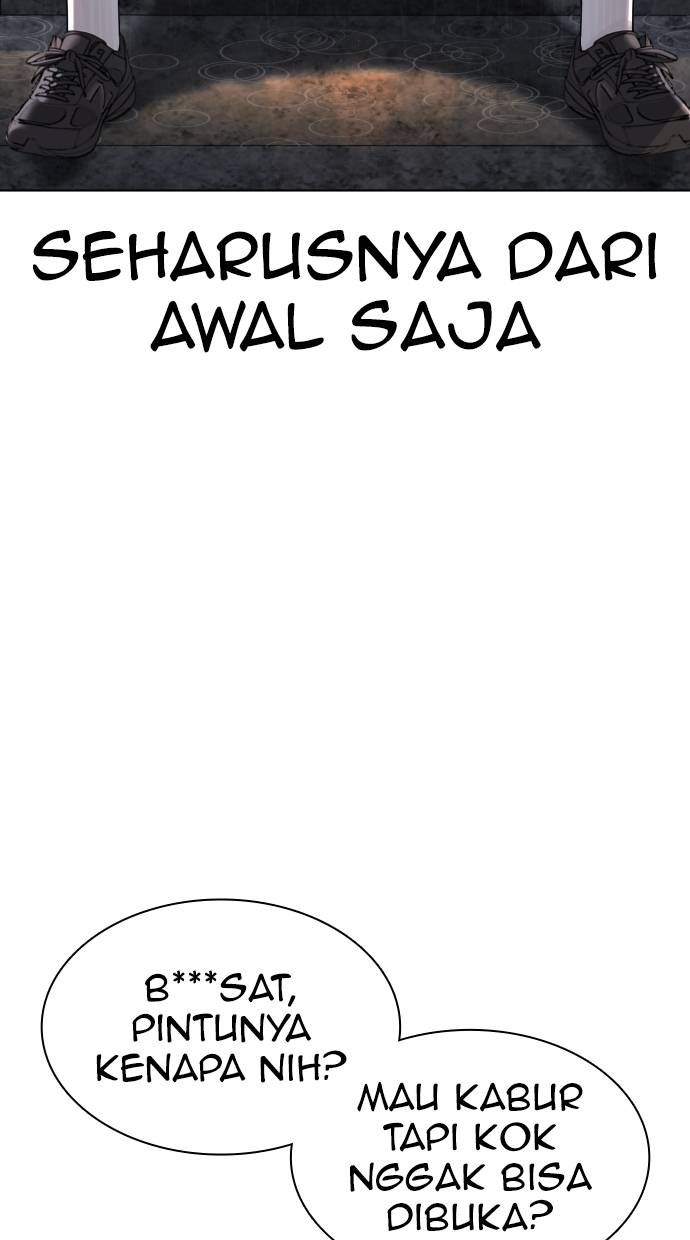 SEHARUSNYA DARI
AWAL SAJA
B***SAT,
PINTUNYA
KENAPA NIH?
MAU KABUR
TAPI KOK
NGGAK BISA
DIBUKA?